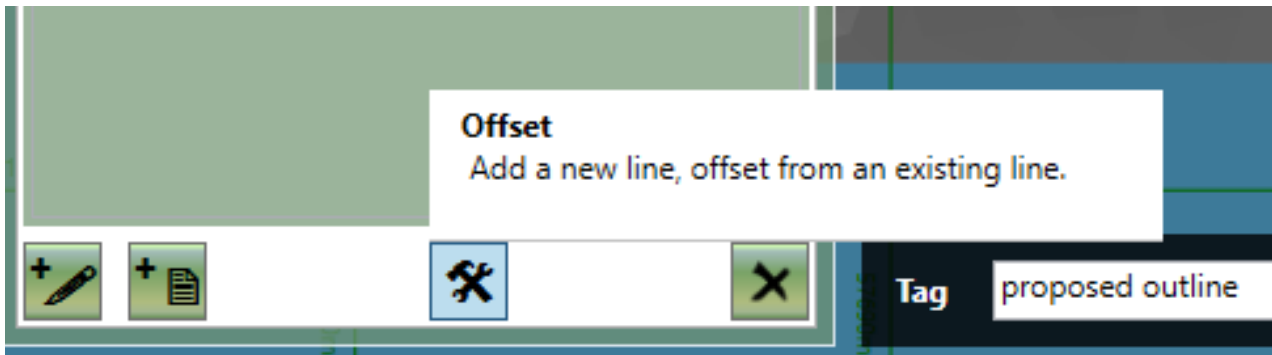 Offset
Add a new line, offset from an existing line.
Tag
proposed outline